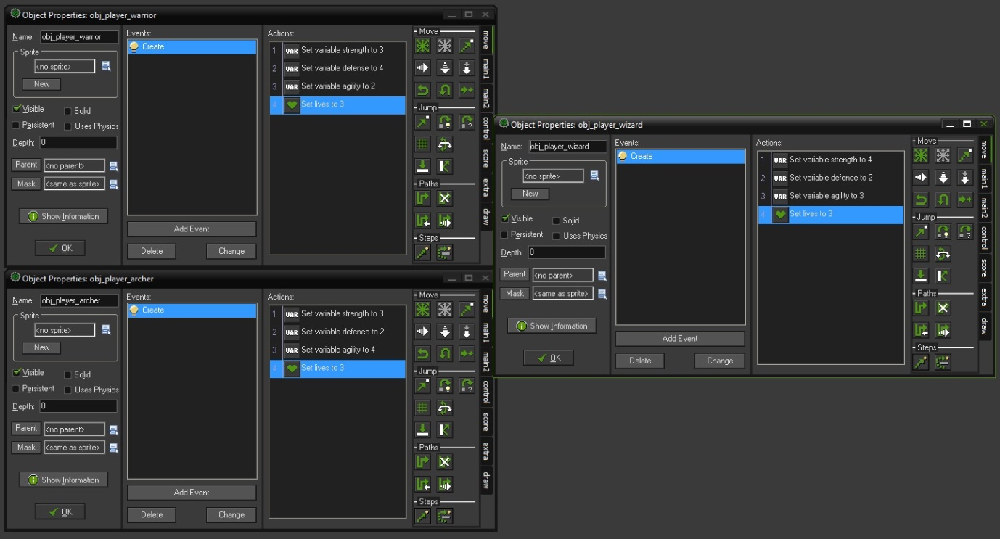 Object Properties: obj_player_warrior
Name: obj_player_warrior
Sprite
<no sprite>
New
Visible
Solid
Persistent
Uses Physics
Depth: 0
Parent <no parent>
Mask <same as sprite>
Show Information
OK
Events:
Create
Add Event
Delete Change
Actions:
1 VAR Set variable strength to 3
2 VAR Set variable defense to 4
3 VAR Set variable agility to 2
4 Set lives to 3
Move
Jump
?
Paths
Steps
move
main1
main2
control
score
extra
draw
Object Properties: obj_player_archer
Name: obj_player_archer
Sprite
<no sprite>
New
Visible
Solid
Persistent
Uses Physics
Depth: 0
Parent <no parent>
Mask <same as sprite>
Show Information
OK
Events:
Create
Add Event
Delete Change
Actions:
1 VAR Set variable strength to 3
2 VAR Set variable defence to 2
3 VAR Set variable agility to 4
4 Set lives to 3
Move
Jump
?
Paths
Steps
move
main1
main2
control
score
extra
draw
Object Properties: obj_player_wizard
Name: obj_player_wizard
Sprite
<no sprite>
New
Visible
Solid
Persistent
Uses Physics
Depth: 0
Parent <no parent>
Mask <same as sprite>
Show Information
OK
Events:
Create
Add Event
Delete Change
Actions:
1 VAR Set variable strength to 4
2 VAR Set variable defence to 2
3 VAR Set variable agility to 3
4 Set lives to 3
Move
Jump
?
Paths
Steps
move
main1
main2
control
score
extra
draw